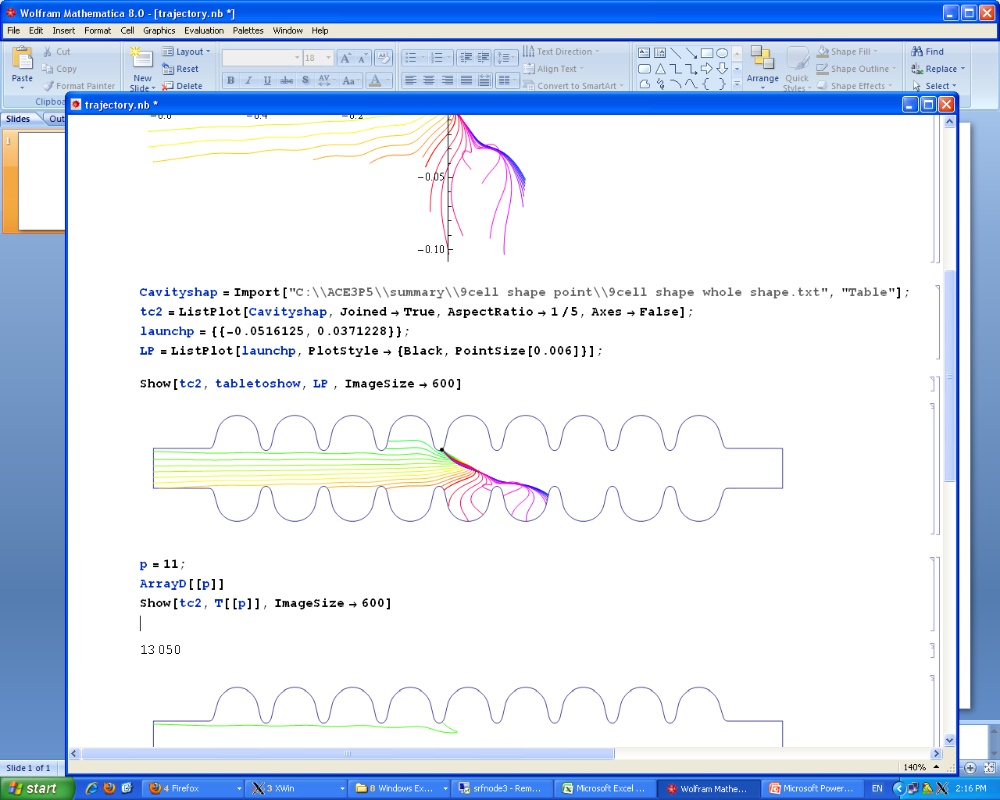 Wolfram Mathematica 8.0 - [trajectory.nb *]
File Edit Insert Format Cell Graphics Evaluation Palettes Window Help
Paste
Cut
Copy
Format Painter
New
Slide
Layout
Reset
Delete
18
B I U abc S AV Aa A
Text Direction
Align Text
Convert to SmartArt
Arrange
Quick
Styles
Shape Fill
Shape Outline
Shape Effects
Find
Replace
Select
Slides
1
trajectory.nb *
-0.6 -0.4 -0.2
-0.05
-0.10
Cavityshap = Import["C:\\ACE3P5\\summary\\9cell shape point\\9cell shape whole shape.txt", "Table"];
tc2 = ListPlot[Cavityshap, Joined → True, AspectRatio → 1 / 5, Axes → False];
launchp = {{-0.0516125, 0.0371228}};
LP = ListPlot[launchp, PlotStyle → {Black, PointSize[0.006]}];
Show[tc2, tabletoshow, LP , ImageSize → 600]
p = 11;
ArrayD[[p]]
Show[tc2, T[[p]], ImageSize → 600]
13 050
140%
Slide 1 of 1
start
4 Firefox
3 XWin
8 Windows Ex...
srfnode3 - Rem...
Microsoft Excel ...
Wolfram Mathe...
Microsoft Power...
EN
2:16 PM